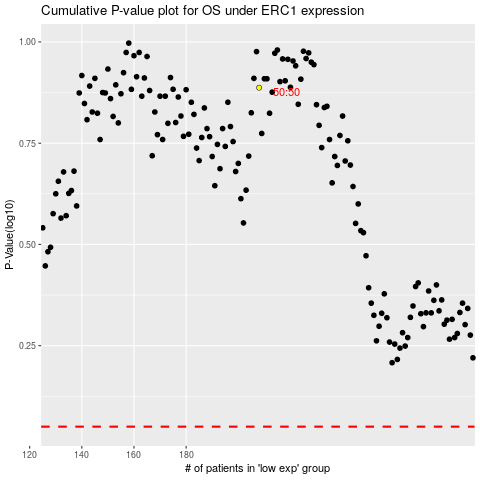 Cumulative P-value plot for OS under ERC1 expression
1.00
0.75
0.50
0.25
P-Value(log10)
50:50
120 140 160 180
# of patients in 'low exp' group